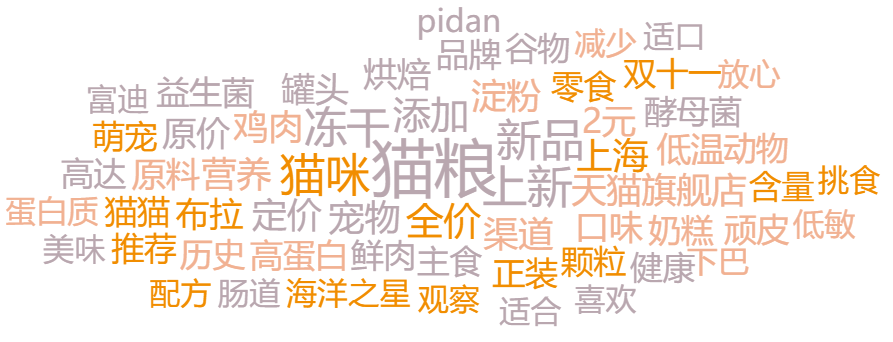 pidan
品牌 谷物 减少 适口
烘焙 淀粉 零食 双十一 放心
富迪 益生菌 罐头 冻干 添加 新品 2元 酵母菌
萌宠 原价 鸡肉 猫粮 上海 低温 动物
高达 原料 营养 猫咪 上新 天猫旗舰店 含量 挑食
蛋白质 猫猫 布拉 定价 宠物 全价 渠道 口味 奶糕 顽皮 低敏
美味 推荐 历史 高蛋白 鲜肉 主食 正装 颗粒 健康 下巴
配方 肠道 海洋之星 观察 适合 喜欢